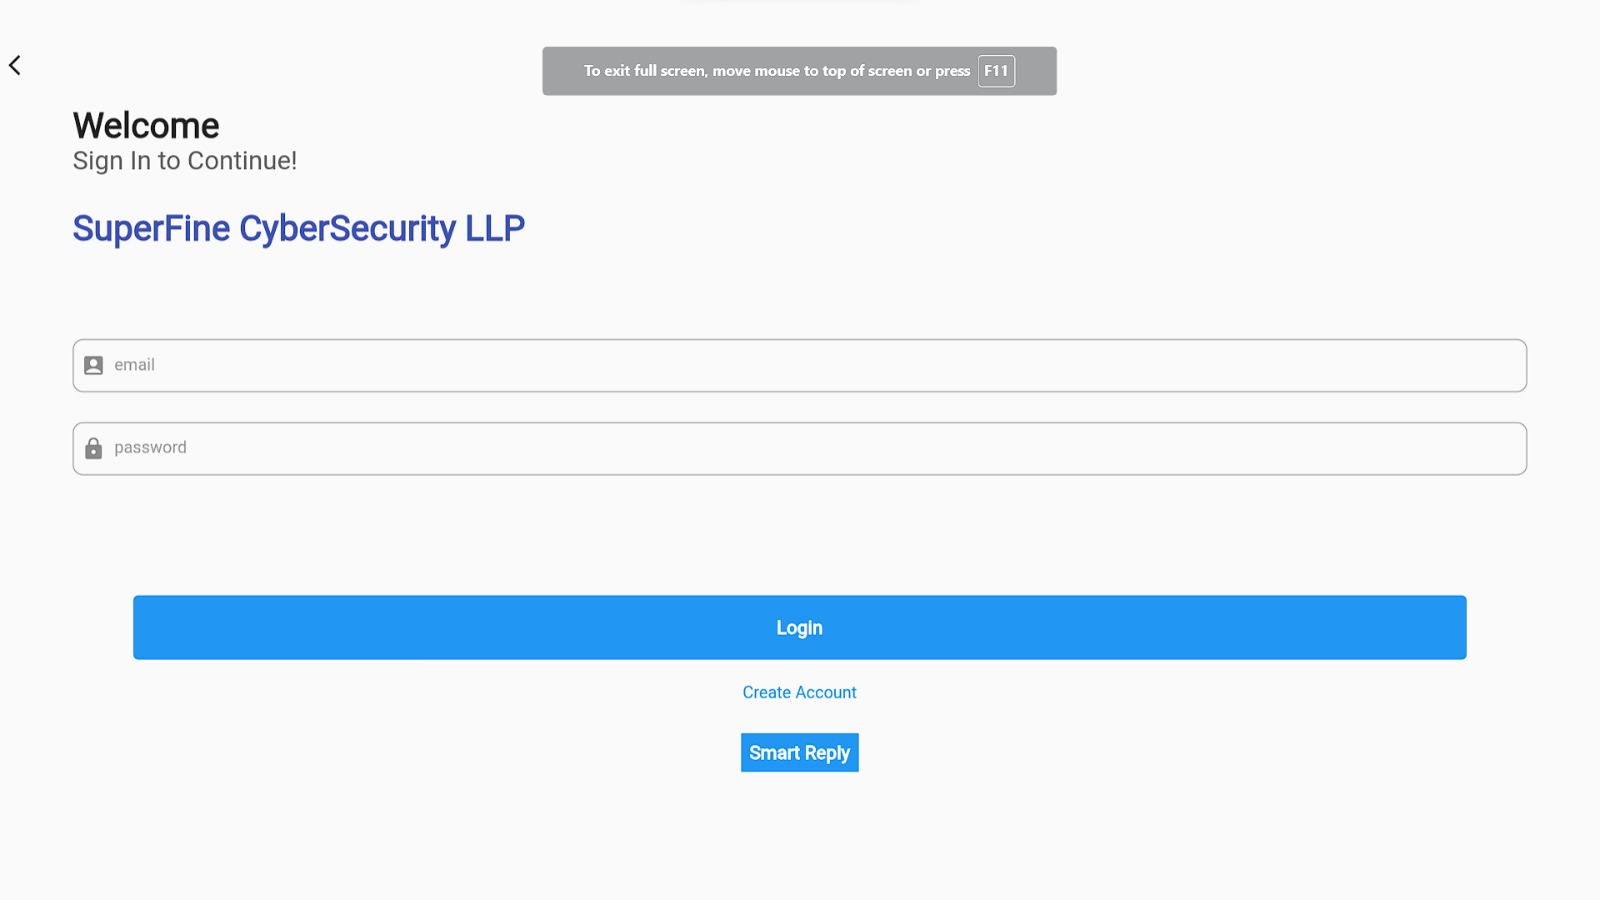 To exit full screen, move mouse to top of screen or press F11
Welcome
Sign In to Continue!
SuperFine CyberSecurity LLP
email
password
Login
Create Account
Smart Reply